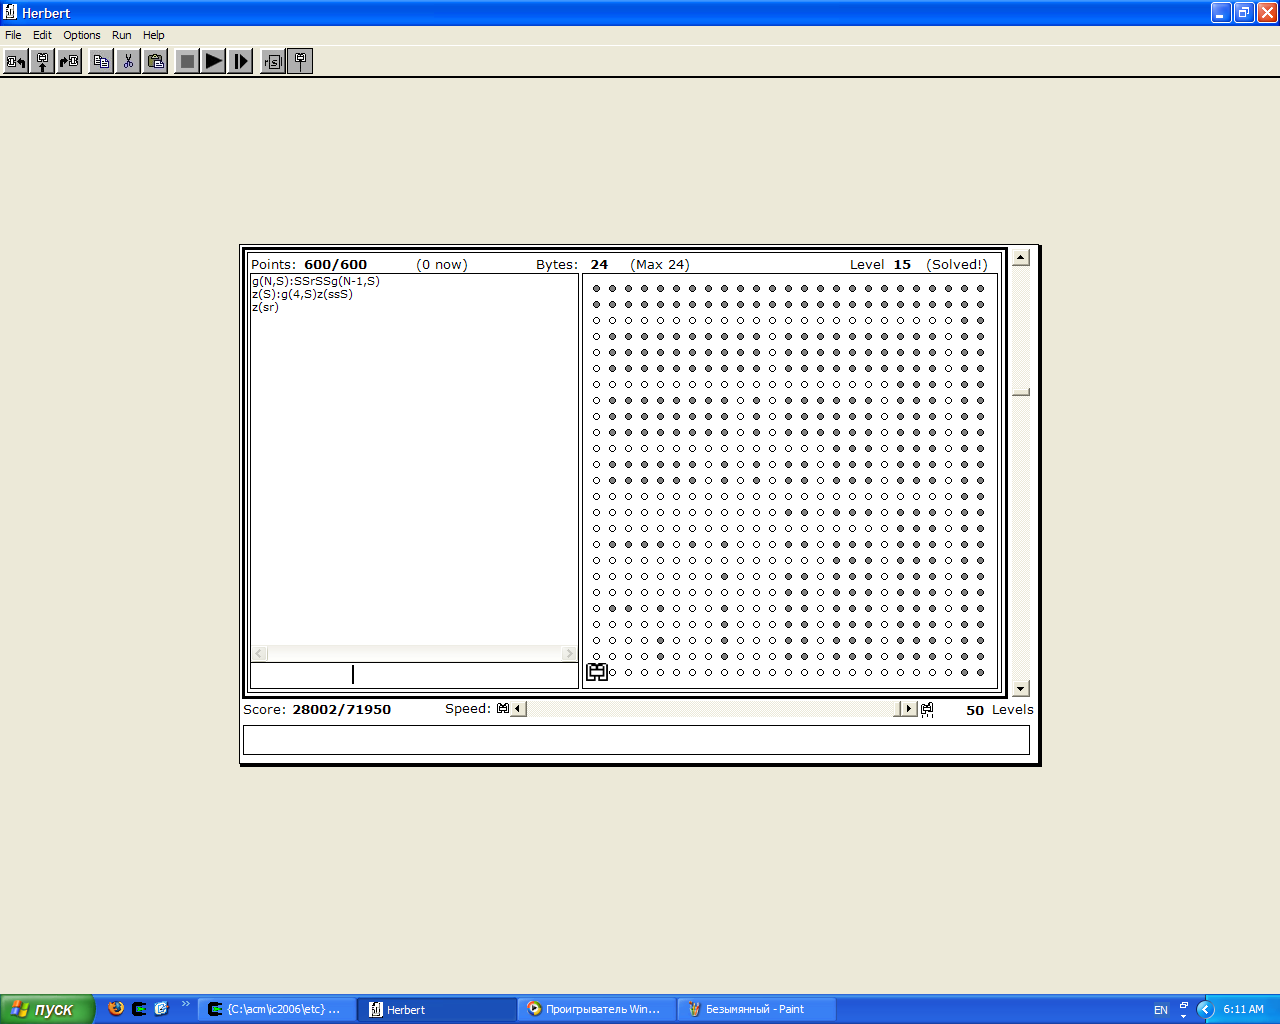 Herbert
File Edit Options Run Help
Points: 600/600 (0 now) Bytes: 24 (Max 24) Level 15 (Solved!)
g(N,S):SSrSSg(N-1,S)
z(S):g(4,S)z(ssS)
z(sr)
Score: 28002/71950 Speed: 50 Levels
пуск {C:\acm\ic2006\etc} ... Herbert Проигрыватель Win... Безымянный - Paint EN 6:11 AM